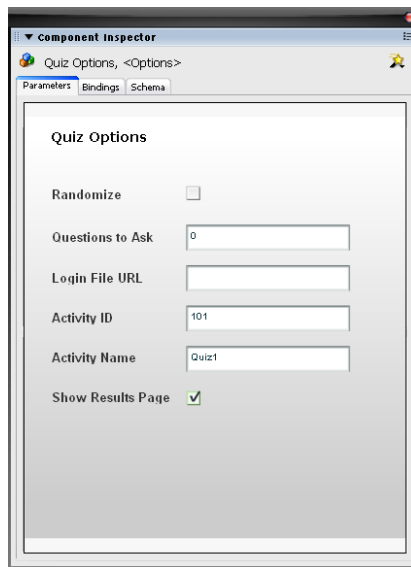 Component Inspector
Quiz Options, <Options>
Parameters Bindings Schema
Quiz Options
Randomize
Questions to Ask 0
Login File URL
Activity ID 101
Activity Name Quiz1
Show Results Page